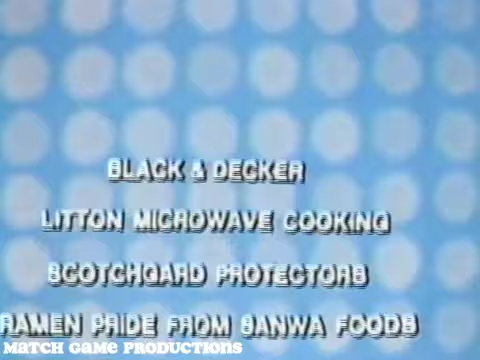 BLACK & DECKER
LITTON MICROWAVE COOKING
SCOTCHGARD PROTECTORS
RAMEN PRIDE FROM SANWA FOODS
MATCH GAME PRODUCTIONS